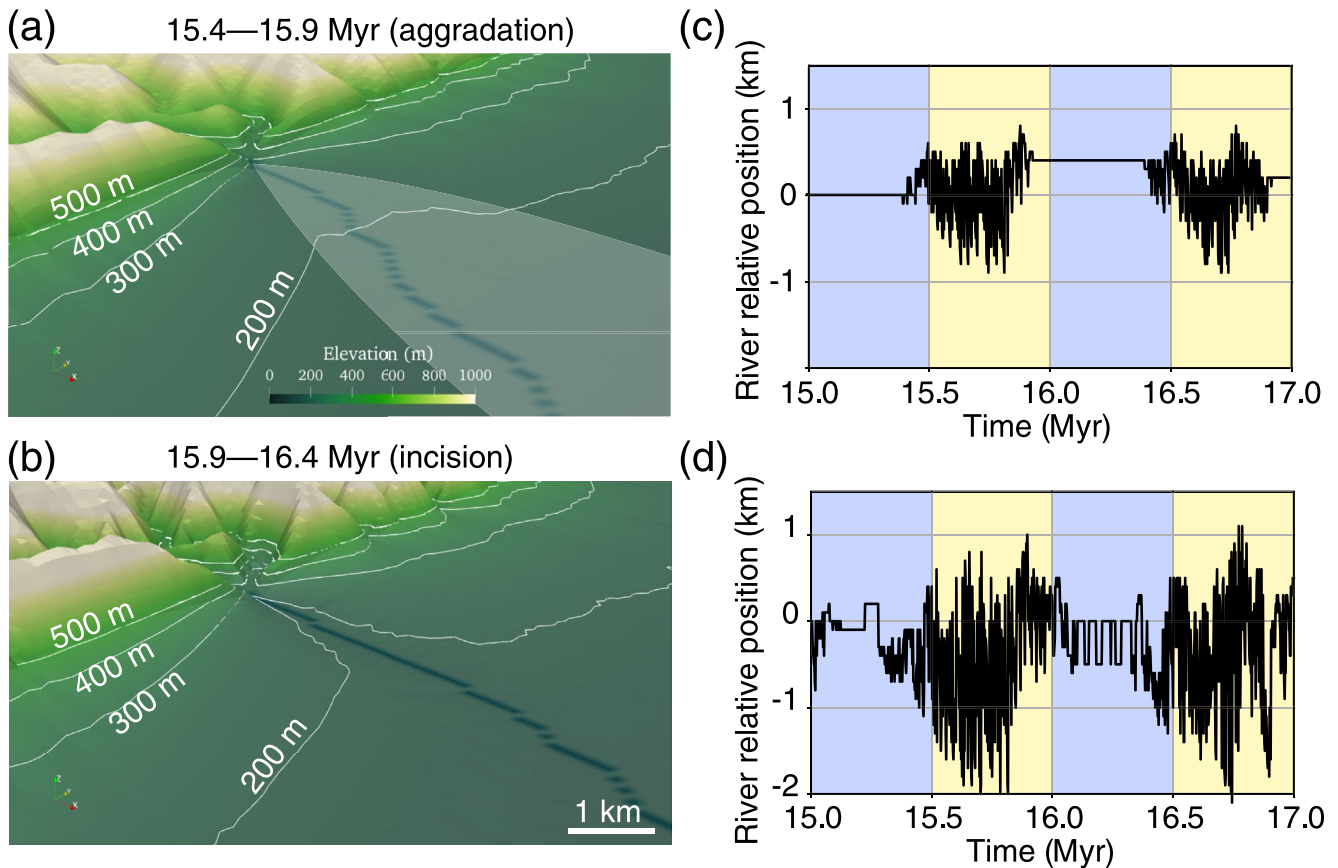 (a)
15.4—15.9 Myr (aggradation)
500 m
400 m
300 m
200 m
Elevation (m)
0 200 400 600 800 1000
Z
Y
X
(b)
15.9—16.4 Myr (incision)
500 m
400 m
300 m
200 m
1 km
Z
Y
X
(c)
River relative position (km)
1
0
-1
15.0 15.5 16.0 16.5 17.0
Time (Myr)
(d)
River relative position (km)
1
0
-1
-2
15.0 15.5 16.0 16.5 17.0
Time (Myr)